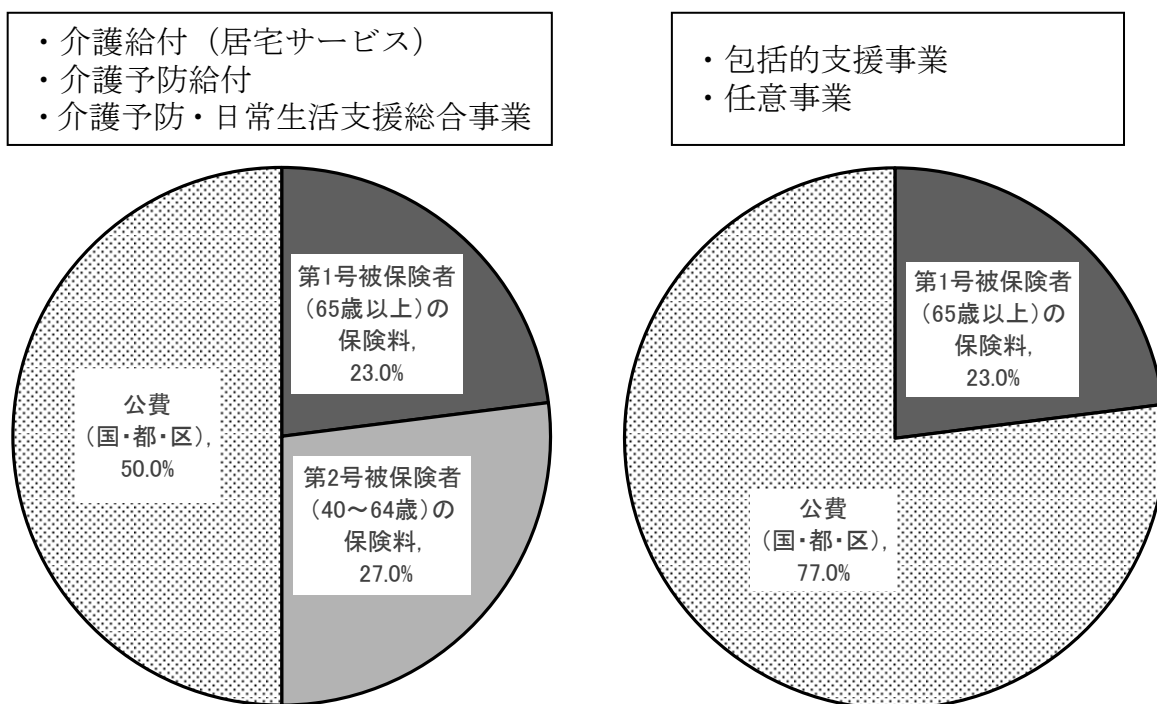 ・介護給付（居宅サービス）
・介護予防給付
・介護予防・日常生活支援総合事業
・包括的支援事業
・任意事業
第1号被保険者
（65歳以上）の
保険料,
23.0%
公費
（国・都・区）,
50.0%
第2号被保険者
（40～64歳）の
保険料,
27.0%
第1号被保険者
（65歳以上）の
保険料,
23.0%
公費
（国・都・区）,
77.0%